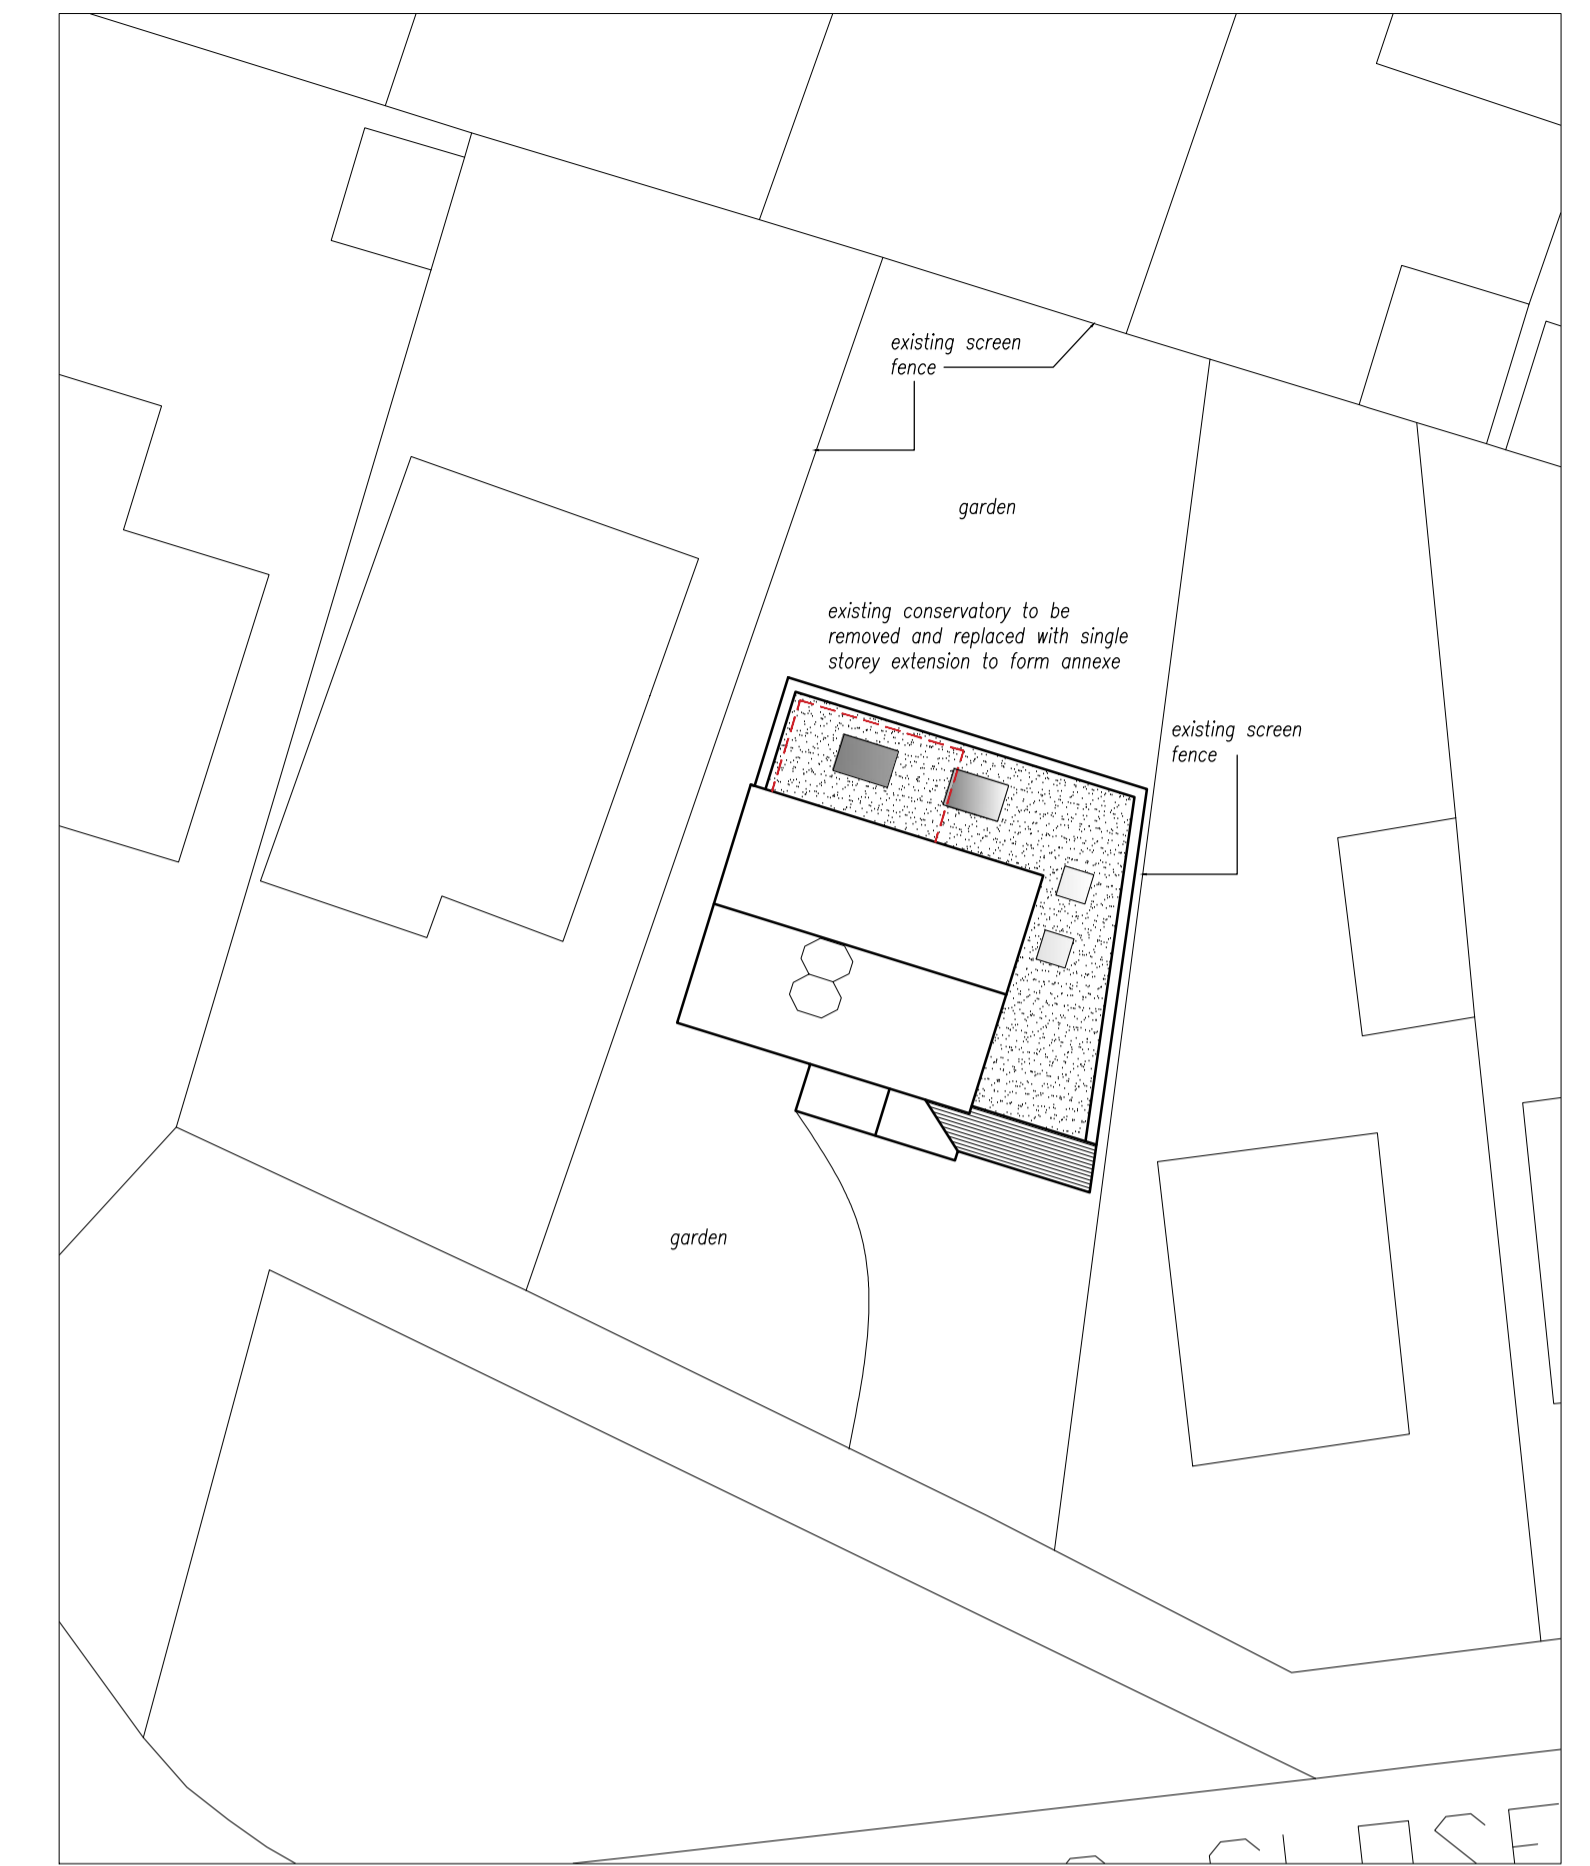 existing screen
fence
garden
existing conservatory to be
removed and replaced with single
storey extension to form annexe
existing screen
fence
garden
CLOSE